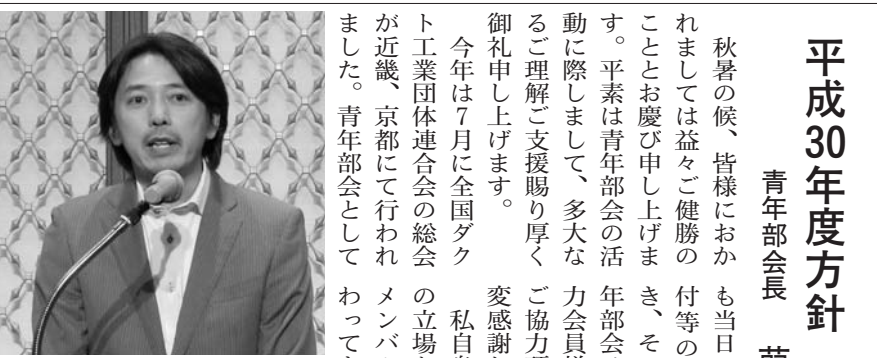 平成30年度方針
青年部会長
秋暑の候、皆様におか
れましては益々ご健勝の
こととお慶び申し上げま
す。平素は青年部会の活
動に際しまして、多大な
るご理解ご支援賜り厚く
御礼申し上げます。
今年は7月に全国ダク
ト工業団体連合会の総会
が近畿、京都にて行われ
ました。青年部会として
も当日
付等の
き、そ
年部会
力会員様
ご協力
変感謝
私自
の立場
メンバ
わって